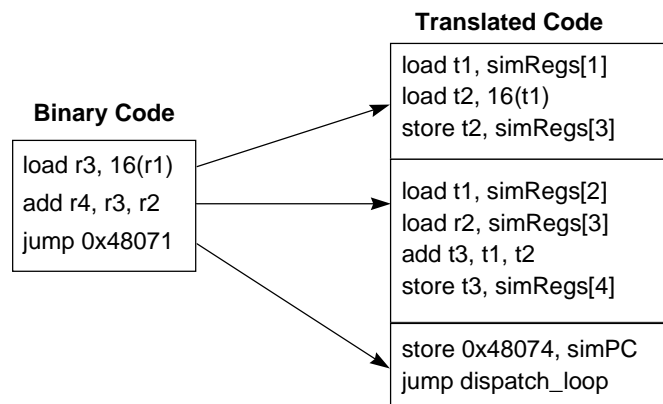 Translated Code
load t1, simRegs[1]
load t2, 16(t1)
store t2, simRegs[3]
Binary Code
load r3, 16(r1)
add r4, r3, r2
jump 0x48071
load t1, simRegs[2]
load r2, simRegs[3]
add t3, t1, t2
store t3, simRegs[4]
store 0x48074, simPC
jump dispatch_loop